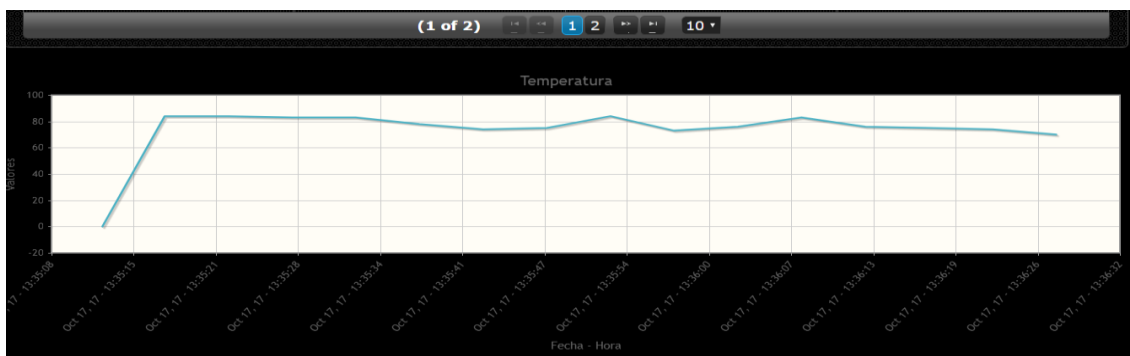 (1 of 2) 1 2 10
Temperatura
100
80
60
40
20
0
-20
Valores
, 17, 17 - 13:35:08
Oct 17, 17 - 13:35:15
Oct 17, 17 - 13:35:21
Oct 17, 17 - 13:35:28
Oct 17, 17 - 13:35:34
Oct 17, 17 - 13:35:41
Oct 17, 17 - 13:35:47
Oct 17, 17 - 13:35:54
Oct 17, 17 - 13:36:00
Oct 17, 17 - 13:36:07
Oct 17, 17 - 13:36:13
Oct 17, 17 - 13:36:19
Oct 17, 17 - 13:36:26
Oct 17, 17 - 13:36:32
Fecha - Hora